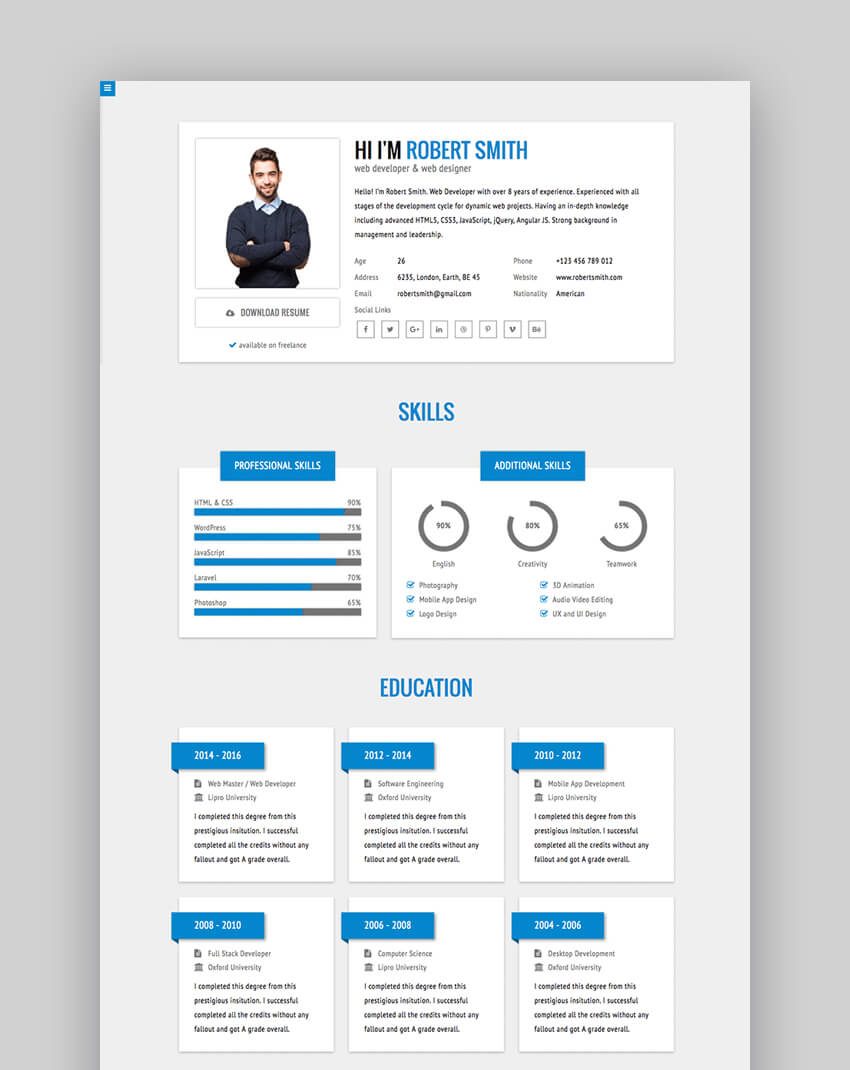 HI I'M ROBERT SMITH
web developer & web designer
Hello! I'm Robert Smith. Web Developer with over 8 years of experience. Experienced with all
stages of the development cycle for dynamic web projects. Having an in-depth knowledge
including advanced HTML5, CSS3, JavaScript, jQuery, Angular JS. Strong background in
management and leadership.
Age 26
Phone +123 456 789 012
Address 6235, London, Earth, BE 45
Website www.robertsmith.com
Email robertsmith@gmail.com
Nationality American
Social Links
DOWNLOAD RESUME
available on freelance
SKILLS
PROFESSIONAL SKILLS
HTML & CSS 90%
WordPress 75%
JavaScript 85%
Laravel 70%
Photoshop 65%
ADDITIONAL SKILLS
90% 80% 65%
English Creativity Teamwork
Photography 3D Animation
Mobile App Design Audio Video Editing
Logo Design UX and UI Design
EDUCATION
2014 - 2016
Web Master / Web Developer
Lipro University
I completed this degree from this
prestigious insitution. I successful
completed all the credits without any
fallout and got A grade overall.
2012 - 2014
Software Engineering
Oxford University
I completed this degree from this
prestigious insitution. I successful
completed all the credits without any
fallout and got A grade overall.
2010 - 2012
Mobile App Development
Lipro University
I completed this degree from this
prestigious insitution. I successful
completed all the credits without any
fallout and got A grade overall.
2008 - 2010
Full Stack Developer
Oxford University
I completed this degree from this
prestigious insitution. I successful
completed all the credits without any
fallout and got A grade overall.
2006 - 2008
Computer Science
Lipro University
I completed this degree from this
prestigious insitution. I successful
completed all the credits without any
fallout and got A grade overall.
2004 - 2006
Desktop Development
Oxford University
I completed this degree from this
prestigious insitution. I successful
completed all the credits without any
fallout and got A grade overall.